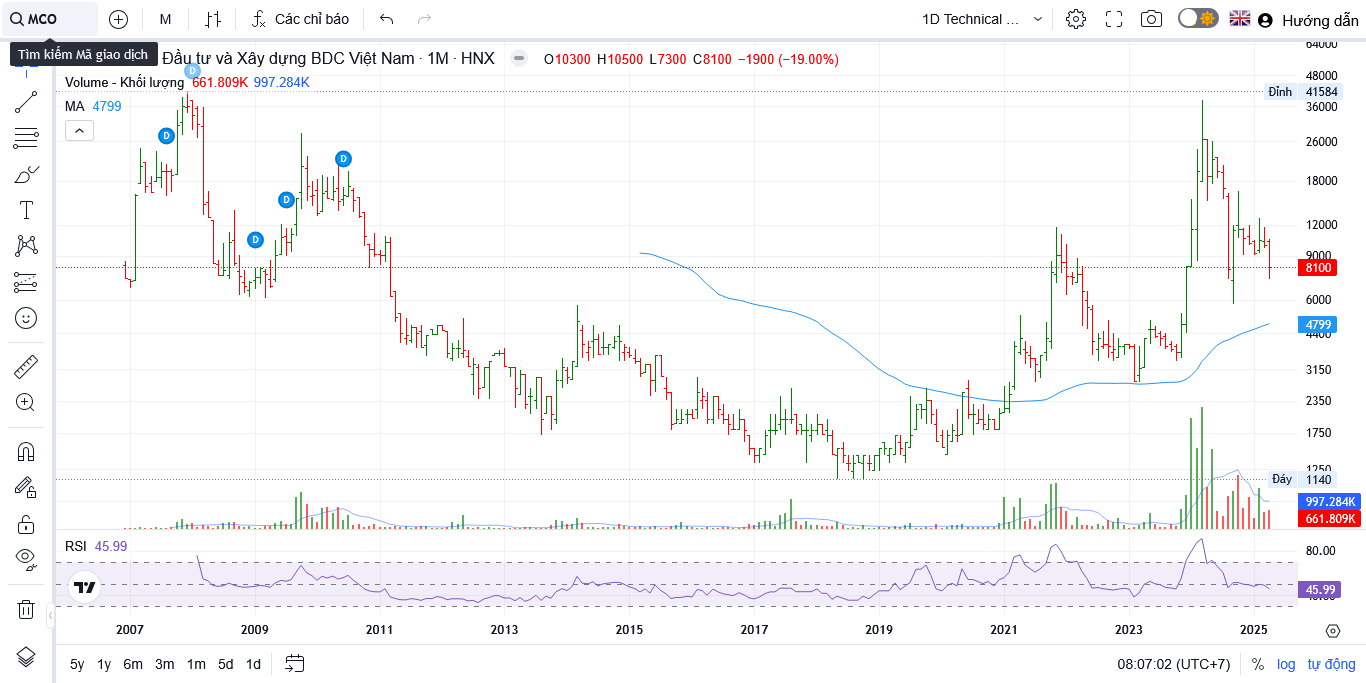 MCO
M
Các chỉ báo
1D Technical ...
Hướng dẫn
Tìm kiếm Mã giao dịch
Đầu tư và Xây dựng BDC Việt Nam · 1M · HNX
O10300 H10500 L7300 C8100 −1900 (−19.00%)
Volume - Khối lượng 661.809K 997.284K
MA 4799
D
D
D
D
D
64000
48000
Đỉnh 41584
36000
26000
18000
12000
9000
8100
6000
4799
4400
3150
2350
1750
1250
Đáy 1140
997.284K
661.809K
RSI 45.99
80.00
45.99
2007 2009 2011 2013 2015 2017 2019 2021 2023 2025
5y 1y 6m 3m 1m 5d 1d
08:07:02 (UTC+7) % log tự động